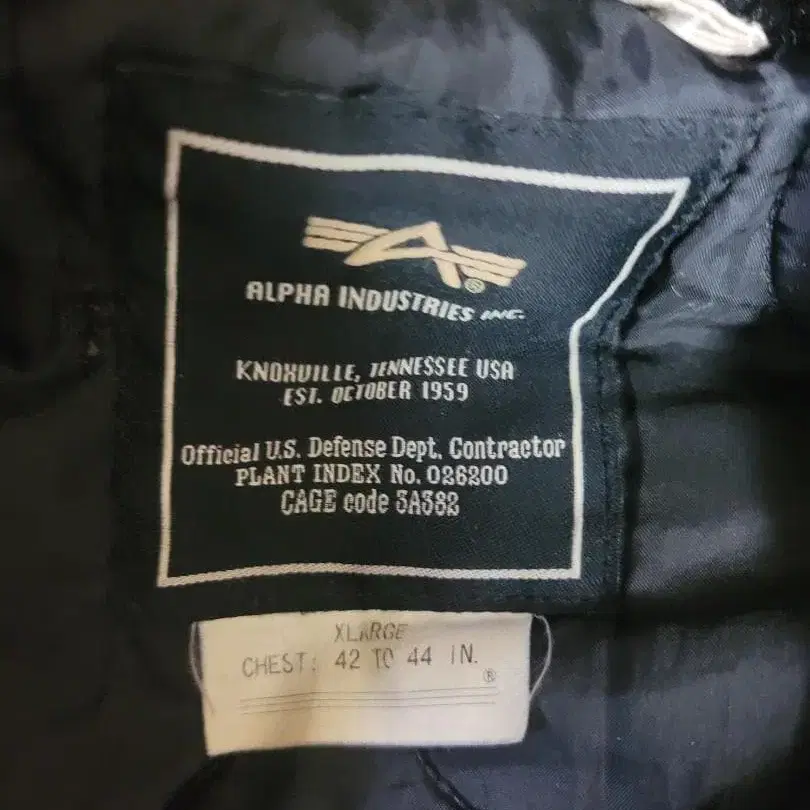 ®
ALPHA INDUSTRIES INC.
KNOXVILLE, TENNESSEE USA
EST. OCTOBER 1959
Official U.S. Defense Dept. Contractor
PLANT INDEX No. 026200
CAGE code 3A382
XLARGE
CHEST: 42 TO 44 IN.
®